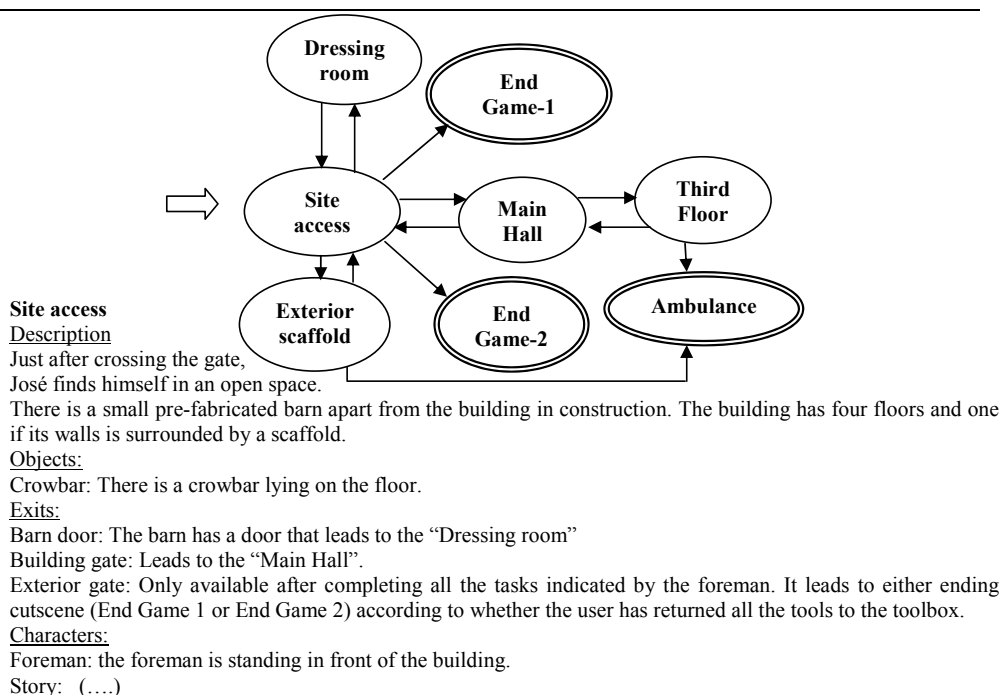 Dressing
room
End
Game-1
Site
access
Main
Hall
Third
Floor
Exterior
scaffold
End
Game-2
Ambulance
Site access
Description
Just after crossing the gate,
José finds himself in an open space.
There is a small pre-fabricated barn apart from the building in construction. The building has four floors and one
if its walls is surrounded by a scaffold.
Objects:
Crowbar: There is a crowbar lying on the floor.
Exits:
Barn door: The barn has a door that leads to the “Dressing room”
Building gate: Leads to the “Main Hall”.
Exterior gate: Only available after completing all the tasks indicated by the foreman. It leads to either ending
cutscene (End Game 1 or End Game 2) according to whether the user has returned all the tools to the toolbox.
Characters:
Foreman: the foreman is standing in front of the building.
Story: (….)